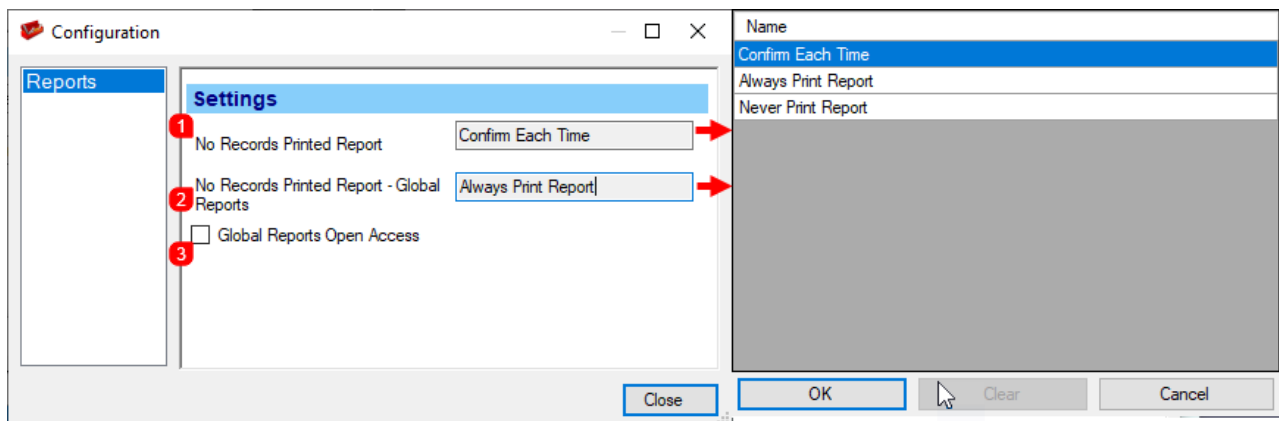 Configuration
Reports
Settings
1
No Records Printed Report
Confirm Each Time
2
No Records Printed Report - Global
Reports
Always Print Report
3
Global Reports Open Access
Close
Name
Confirm Each Time
Always Print Report
Never Print Report
OK
Clear
Cancel